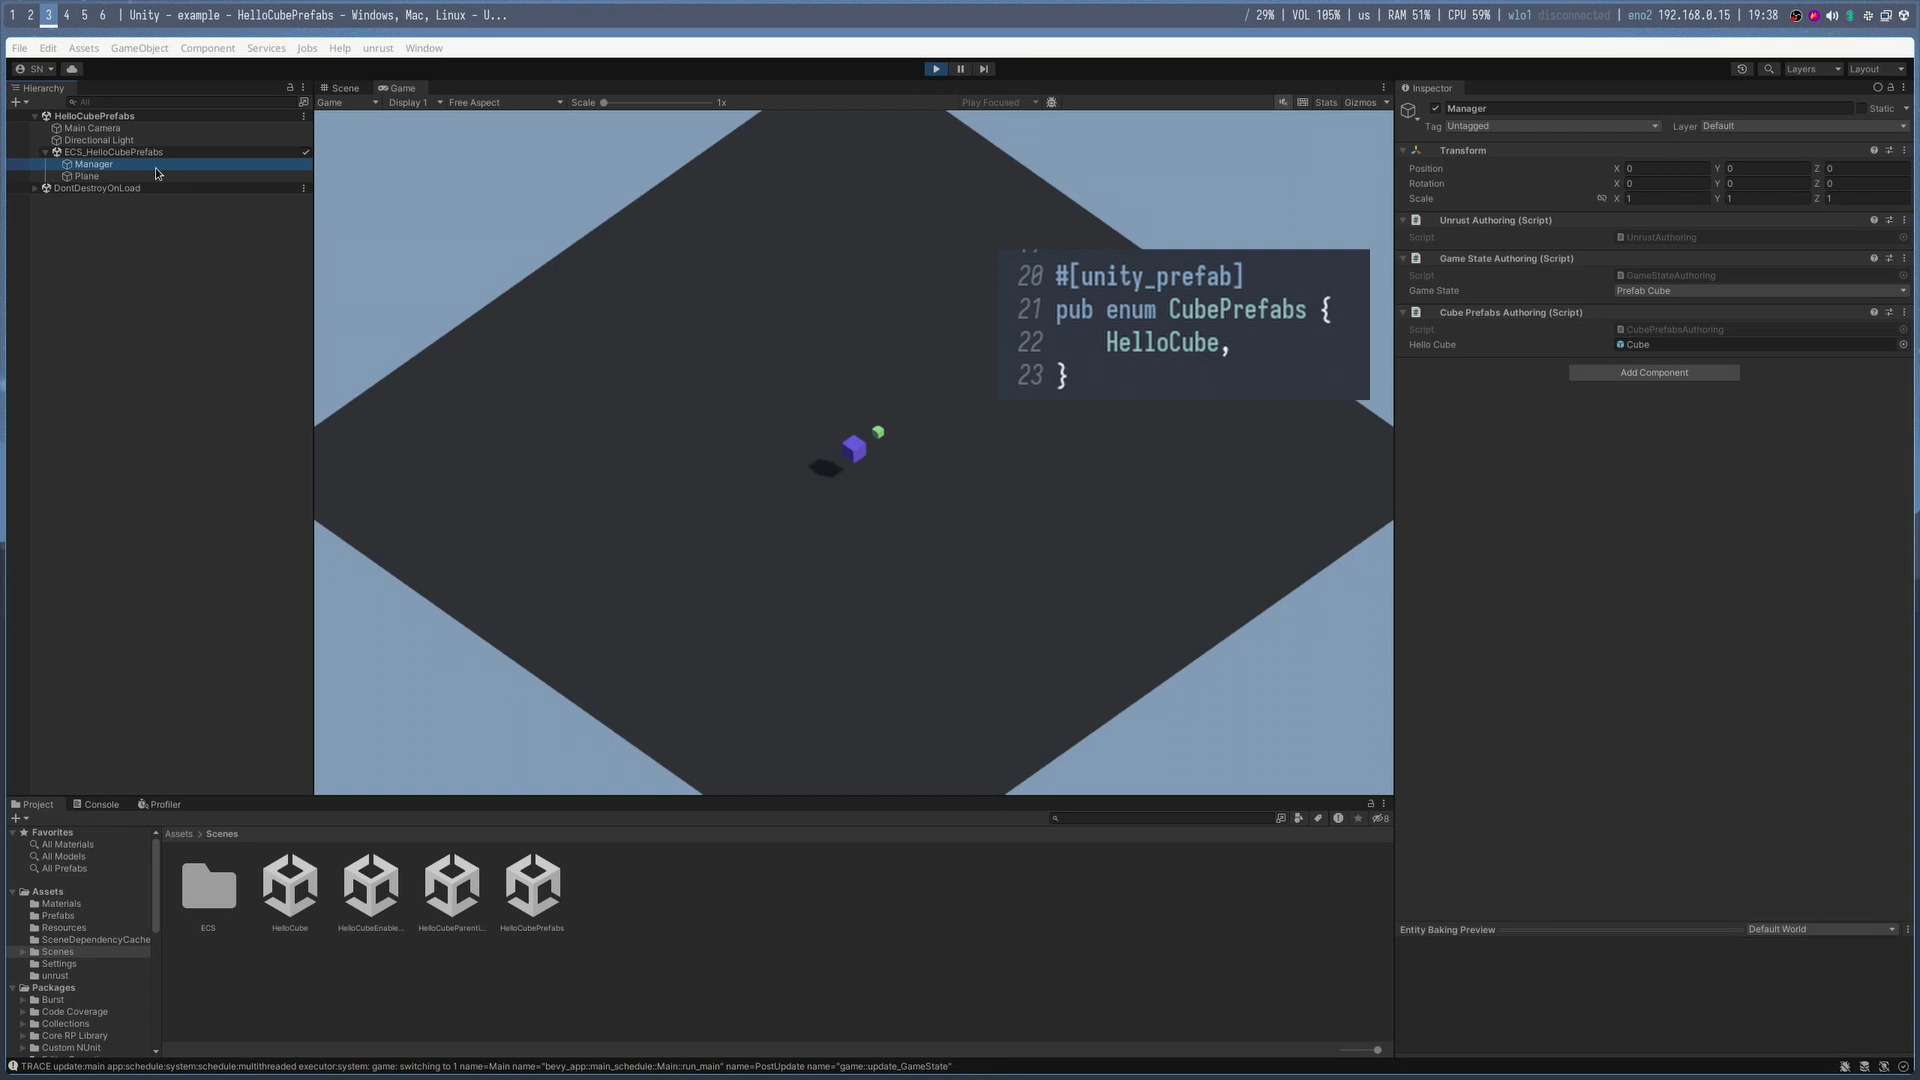 1 2 3 4 5 6 | Unity - example - HelloCubePrefabs - Windows, Mac, Linux - U...
/ 29% | VOL 105% | us | RAM 51% | CPU 59% | wlo1 disconnected | eno2 192.168.0.15 | 19:38
File Edit Assets GameObject Component Services Jobs Help unrust Window
SN
Layers
Layout
Hierarchy
All
HelloCubePrefabs
Main Camera
Directional Light
ECS_HelloCubePrefabs
Manager
Plane
DontDestroyOnLoad
Scene
Game
Game
Display 1
Free Aspect
Scale
1x
Play Focused
Stats
Gizmos
20 #[unity_prefab]
21 pub enum CubePrefabs {
22 HelloCube,
23 }
Inspector
Manager
Static
Tag Untagged
Layer Default
Transform
Position X 0 Y 0 Z 0
Rotation X 0 Y 0 Z 0
Scale X 1 Y 1 Z 1
Unrust Authoring (Script)
Script UnrustAuthoring
Game State Authoring (Script)
Script GameStateAuthoring
Game State Prefab Cube
Cube Prefabs Authoring (Script)
Script CubePrefabsAuthoring
Hello Cube Cube
Add Component
Entity Baking Preview
Default World
Project
Console
Profiler
8
Favorites
All Materials
All Models
All Prefabs
Assets
Materials
Prefabs
Resources
SceneDependencyCache
Scenes
Settings
unrust
Packages
Burst
Code Coverage
Collections
Core RP Library
Custom NUnit
Assets > Scenes
ECS
HelloCube
HelloCubeEnable...
HelloCubeParenti...
HelloCubePrefabs
TRACE update:main app:schedule:system:schedule:multithreaded executor:system: game: switching to 1 name=Main name="bevy_app::main_schedule::Main::run_main" name=PostUpdate name="game::update_GameState"